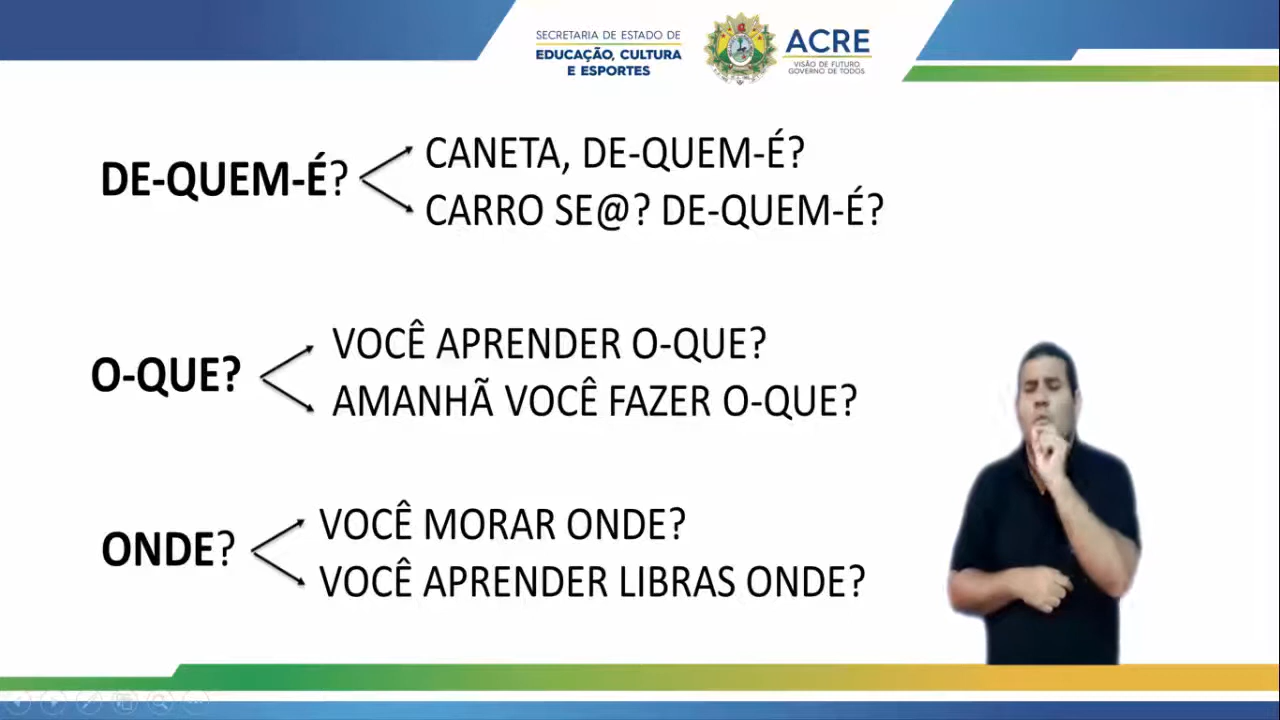 SECRETARIA DE ESTADO DE
EDUCAÇÃO, CULTURA
E ESPORTES
ACRE
VISÃO DE FUTURO
GOVERNO DE TODOS
DE-QUEM-É?
CANETA, DE-QUEM-É?
CARRO SE@? DE-QUEM-É?
O-QUE?
VOCÊ APRENDER O-QUE?
AMANHÃ VOCÊ FAZER O-QUE?
ONDE?
VOCÊ MORAR ONDE?
VOCÊ APRENDER LIBRAS ONDE?